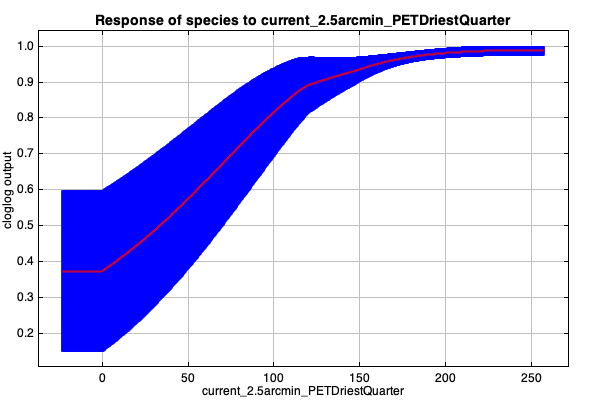 Response of species to current_2.5arcmin_PETDriestQuarter
1.0
0.9
0.8
0.7
0.6
0.5
0.4
0.3
0.2
cloglog output
0 50 100 150 200 250
current_2.5arcmin_PETDriestQuarter